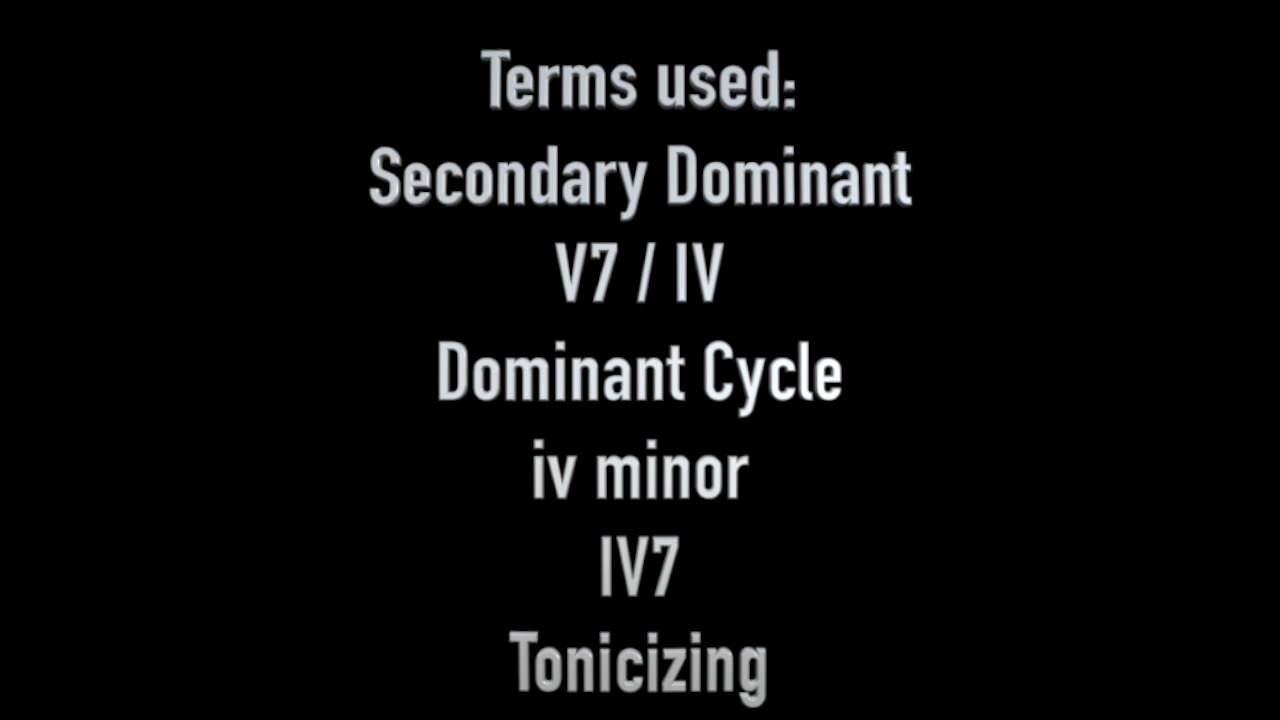 Terms used:
Secondary Dominant
V7 / IV
Dominant Cycle
iv minor
IV7
Tonicizing